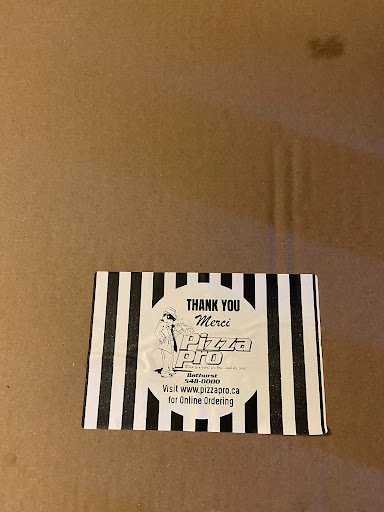 THANK YOU
Merci
Pizza
pro
Bathurst
548-0000
Visit www.pizzapro.ca
for Online Ordering